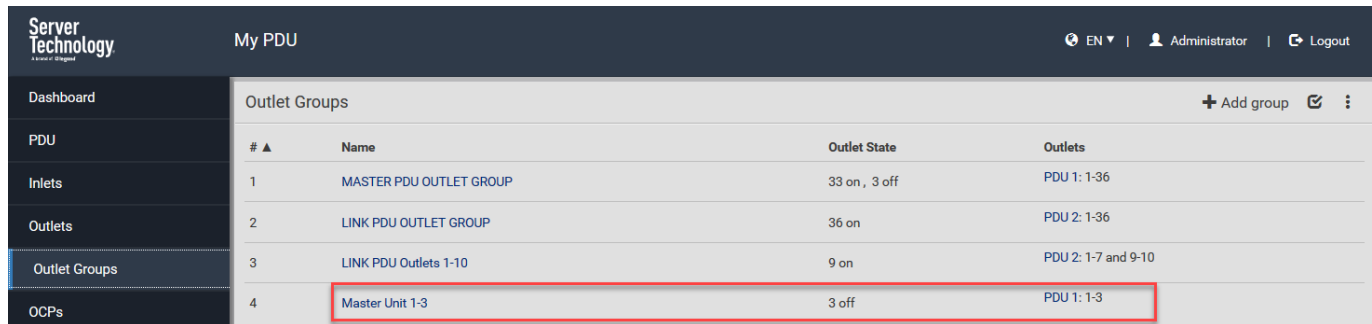 Server
Technology
A brand of Legrand
My PDU
EN ▼ | Administrator | Logout
Dashboard
PDU
Inlets
Outlets
Outlet Groups
OCPs
Outlet Groups
Add group
# ▲ Name Outlet State Outlets
1 MASTER PDU OUTLET GROUP 33 on , 3 off PDU 1: 1-36
2 LINK PDU OUTLET GROUP 36 on PDU 2: 1-36
3 LINK PDU Outlets 1-10 9 on PDU 2: 1-7 and 9-10
4 Master Unit 1-3 3 off PDU 1: 1-3